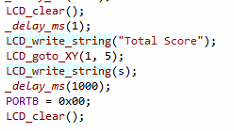 LCD_clear();
_delay_ms(1);
LCD_write_string("Total Score");
LCD_goto_XY(1, 5);
LCD_write_string(s);
_delay_ms(1000);
PORTB = 0x00;
LCD_clear();